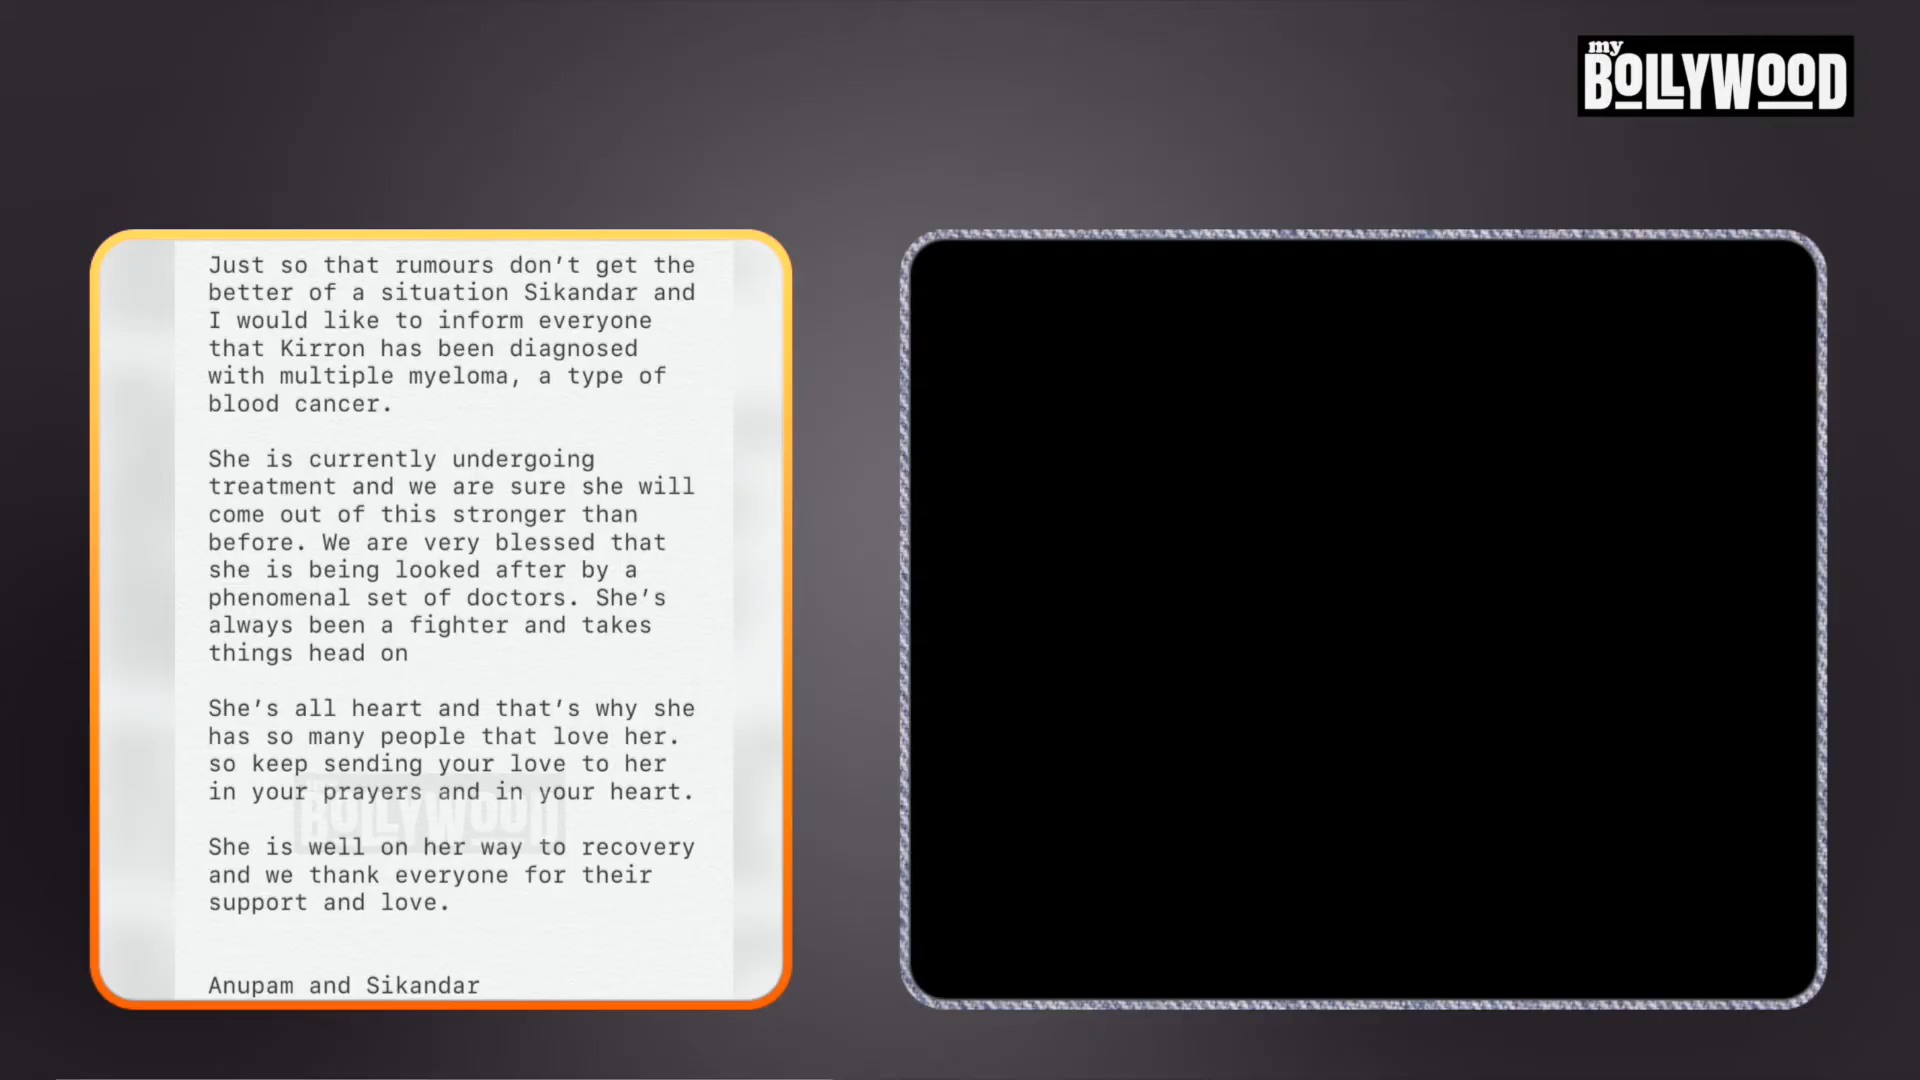 my
BOLLYWOOD
Just so that rumours don’t get the
better of a situation Sikandar and
I would like to inform everyone
that Kirron has been diagnosed
with multiple myeloma, a type of
blood cancer.
She is currently undergoing
treatment and we are sure she will
come out of this stronger than
before. We are very blessed that
she is being looked after by a
phenomenal set of doctors. She’s
always been a fighter and takes
things head on
She’s all heart and that’s why she
has so many people that love her.
so keep sending your love to her
in your prayers and in your heart.
BOLLYWOOD
She is well on her way to recovery
and we thank everyone for their
support and love.
Anupam and Sikandar